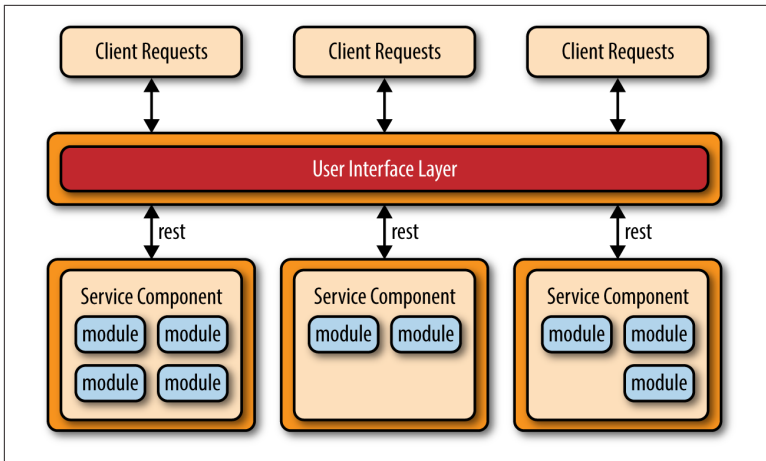 Client Requests
Client Requests
Client Requests
User Interface Layer
rest
rest
rest
Service Component
module module
module module
Service Component
module module
Service Component
module module
module